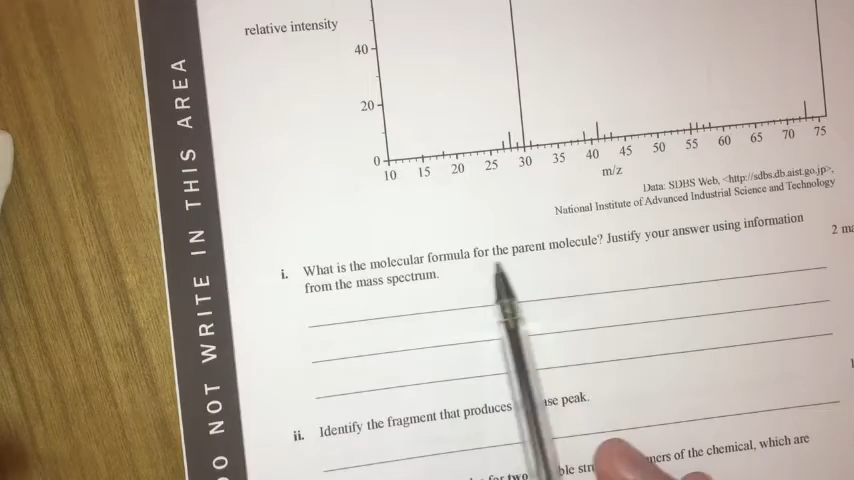 relative intensity
40
20
0
10 15 20 25 30 35 40 45 50 55 60 65 70 75
m/z
Data: SDBS Web, <http://sdbs.db.aist.go.jp>,
National Institute of Advanced Industrial Science and Technology
i. What is the molecular formula for the parent molecule? Justify your answer using information
2 ma
from the mass spectrum.
ii. Identify the fragment that produces ase peak.
for two ble stru mers of the chemical, which are
DO NOT WRITE IN THIS AREA